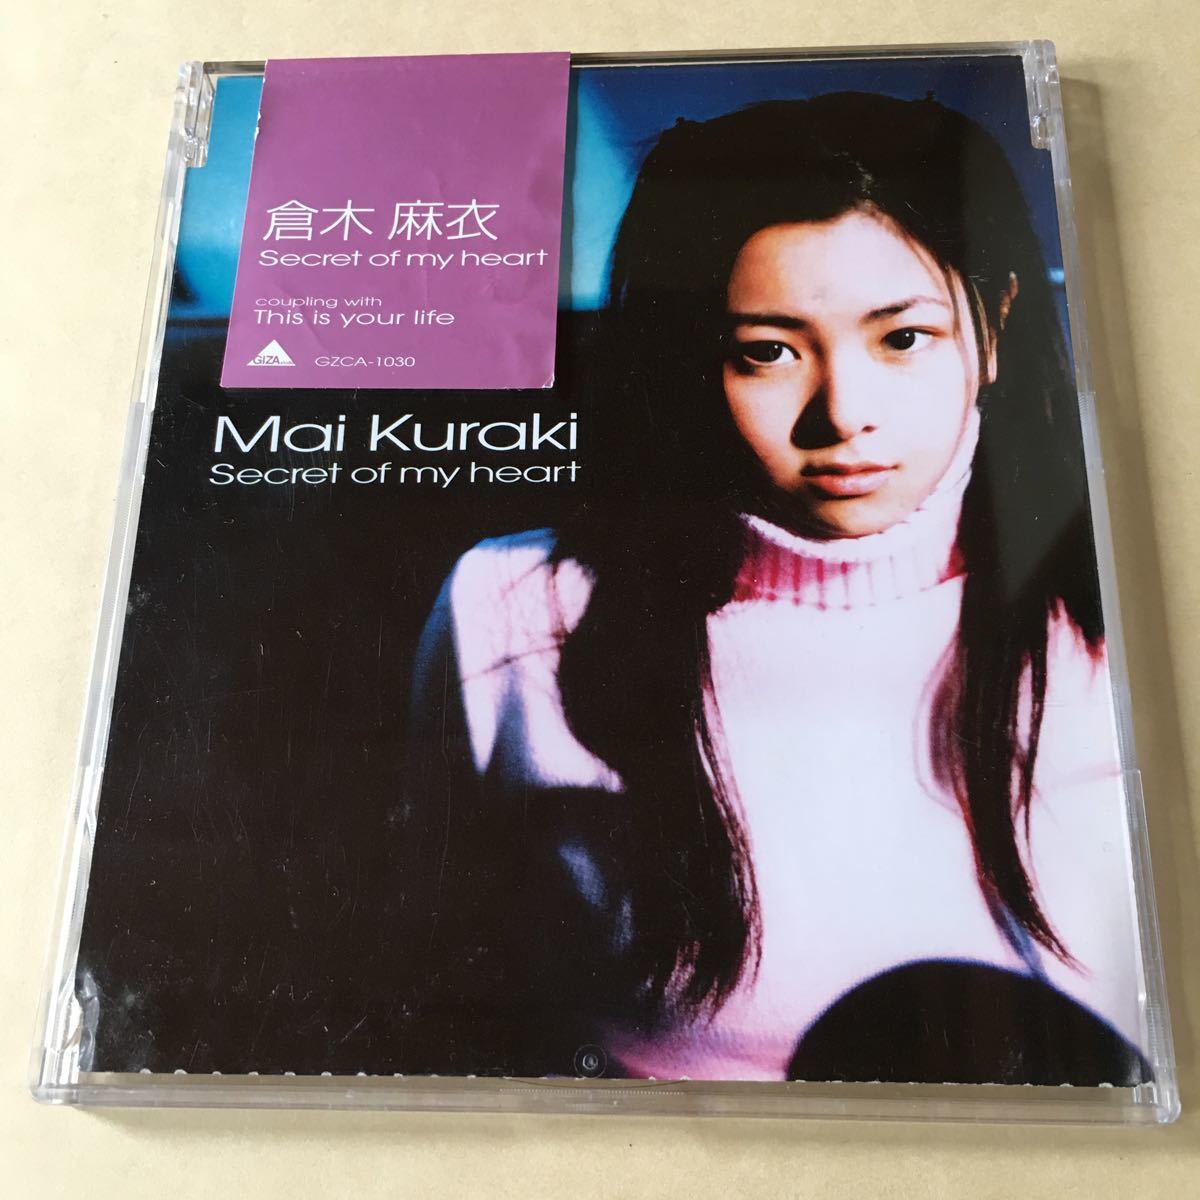 倉木 麻衣
Secret of my heart
coupling with
This is your life
GIZA
GZCA-1030
Mai Kuraki
Secret of my heart